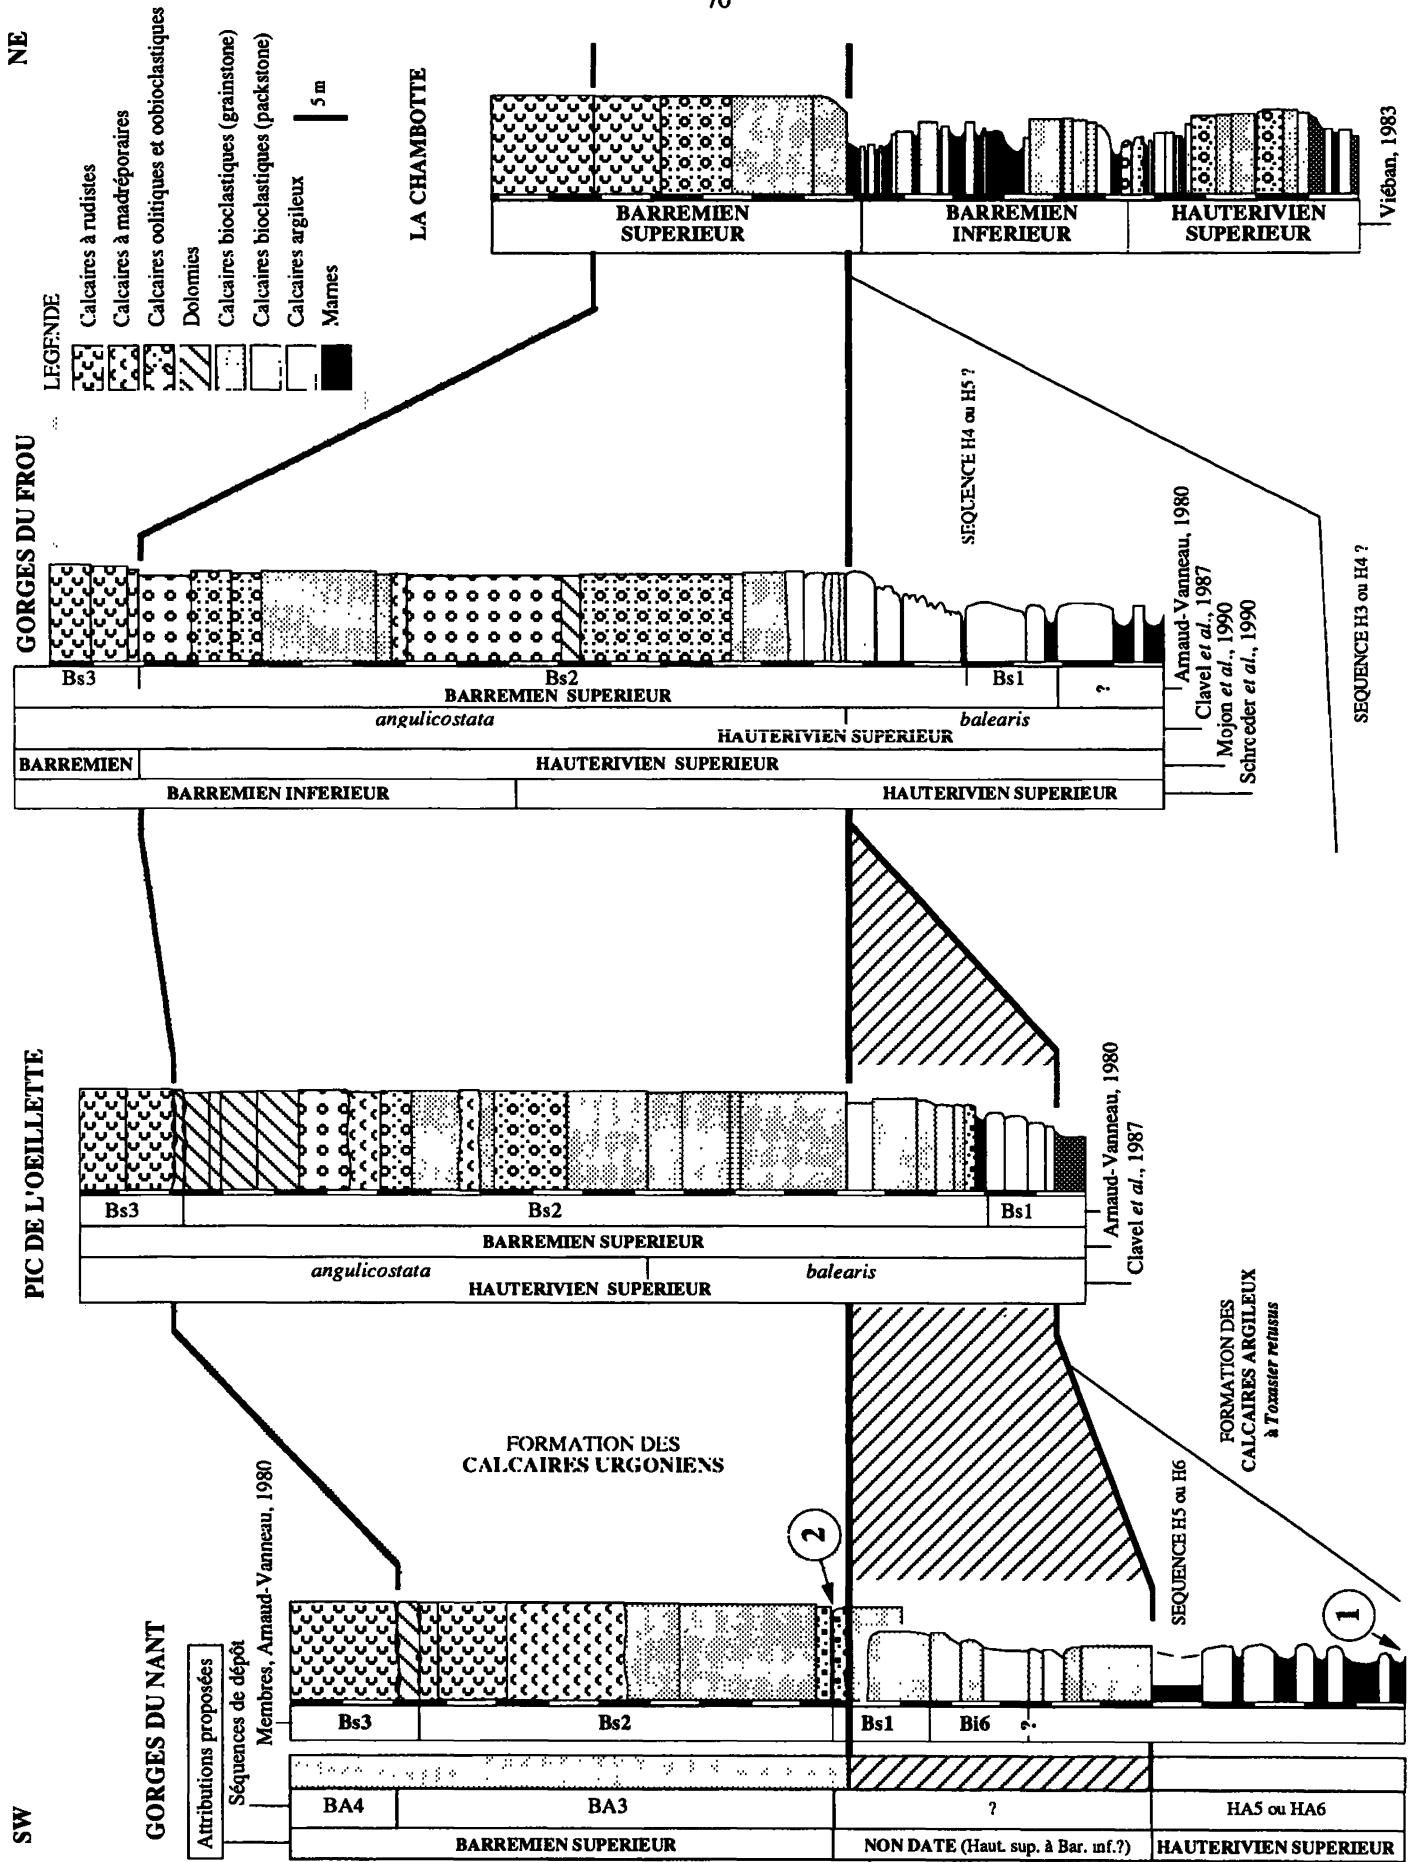 70
SW
NE
GORGES DU NANT
PIC DE L'OEILLETTE
GORGES DU FROU
LA CHAMBOTTE
LEGENDE
Calcaires à rudistes
Calcaires à madréporaires
Calcaires oolitiques et oobioclastiques
Dolomies
Calcaires bioclastiques (grainstone)
Calcaires bioclastiques (packstone)
Calcaires argileux
Marnes
5 m
Attributions proposées
Séquences de dépôt
Membres, Arnaud-Vanneau, 1980
Bs3
Bs2
Bs1
Bi6
?
BA4
BA3
?
HA5 ou HA6
BARREMIEN SUPERIEUR
NON DATE (Haut. sup. à Bar. inf.?)
HAUTERIVIEN SUPERIEUR
1
2
FORMATION DES
CALCAIRES URGONIENS
SEQUENCE H5 ou H6
FORMATION DES
CALCAIRES ARGILEUX
à Toxaster retusus
Bs3
Bs2
Bs1
BARREMIEN SUPERIEUR
angulicostata
balearis
HAUTERIVIEN SUPERIEUR
Arnaud-Vanneau, 1980
Clavel et al., 1987
Bs3
Bs2
Bs1
?
BARREMIEN SUPERIEUR
angulicostata
balearis
HAUTERIVIEN SUPERIEUR
BARREMIEN
HAUTERIVIEN SUPERIEUR
BARREMIEN INFERIEUR
HAUTERIVIEN SUPERIEUR
Arnaud-Vanneau, 1980
Clavel et al., 1987
Mojon et al., 1990
Schroeder et al., 1990
SEQUENCE H4 ou H5 ?
SEQUENCE H3 ou H4 ?
BARREMIEN
SUPERIEUR
BARREMIEN
INFERIEUR
HAUTERIVIEN
SUPERIEUR
Viéban, 1983